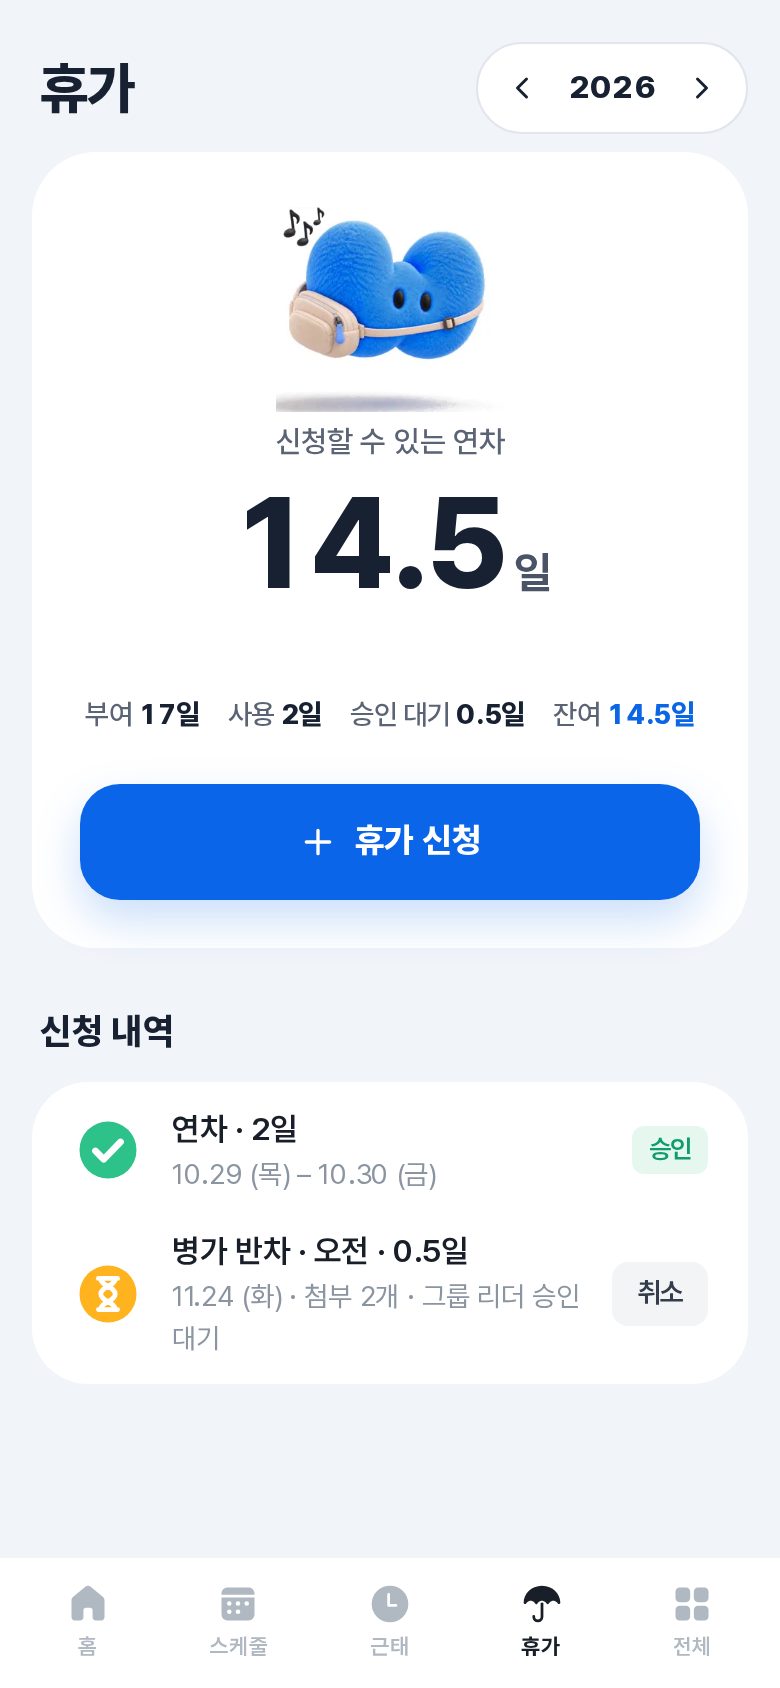 휴가
2026
신청할 수 있는 연차
14.5일
부여 17일 사용 2일 승인 대기 0.5일 잔여 14.5일
휴가 신청
신청 내역
연차 · 2일
10.29 (목) – 10.30 (금)
승인
병가 반차 · 오전 · 0.5일
11.24 (화) · 첨부 2개 · 그룹 리더 승인
대기
취소
홈 스케줄 근태 휴가 전체